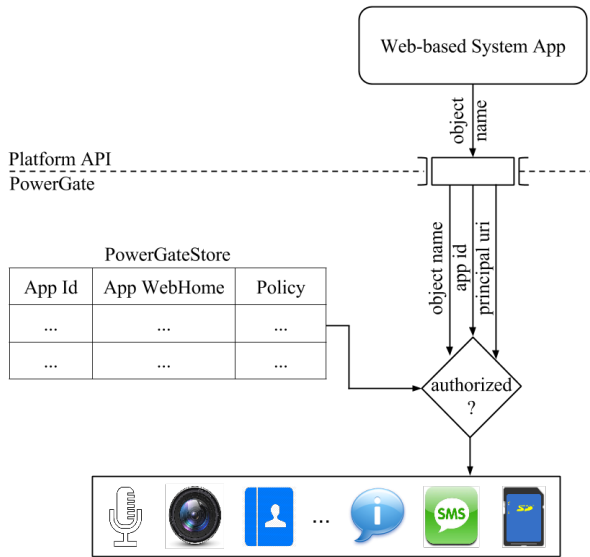 Web-based System App
object
name
Platform API
PowerGate
object name
app id
principal uri
PowerGateStore
App Id App WebHome Policy
... ... ...
... ... ...
authorized
?
...
i
SMS
SD